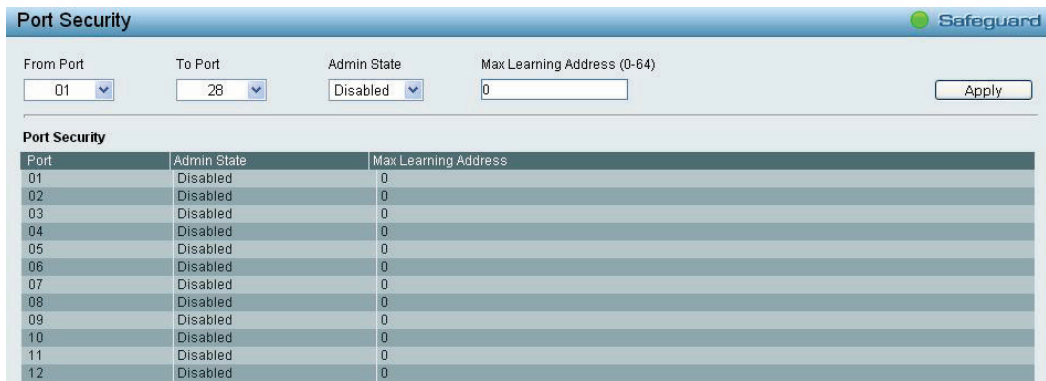 Port Security
Safeguard
From Port To Port Admin State Max Learning Address (0-64)
01 28 Disabled 0 Apply
Port Security
Port Admin State Max Learning Address
01 Disabled 0
02 Disabled 0
03 Disabled 0
04 Disabled 0
05 Disabled 0
06 Disabled 0
07 Disabled 0
08 Disabled 0
09 Disabled 0
10 Disabled 0
11 Disabled 0
12 Disabled 0